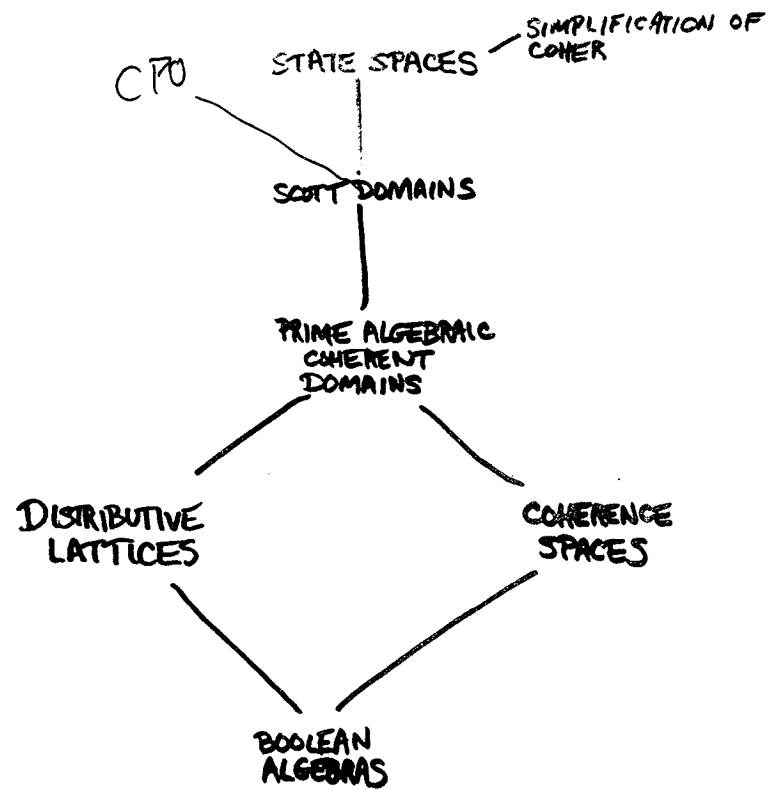 SIMPLIFICATION OF
COHER
STATE SPACES
CPO
SCOTT DOMAINS
PRIME ALGEBRAIC
COHERENT
DOMAINS
DISTRIBUTIVE
LATTICES
COHERENCE
SPACES
BOOLEAN
ALGEBRAS